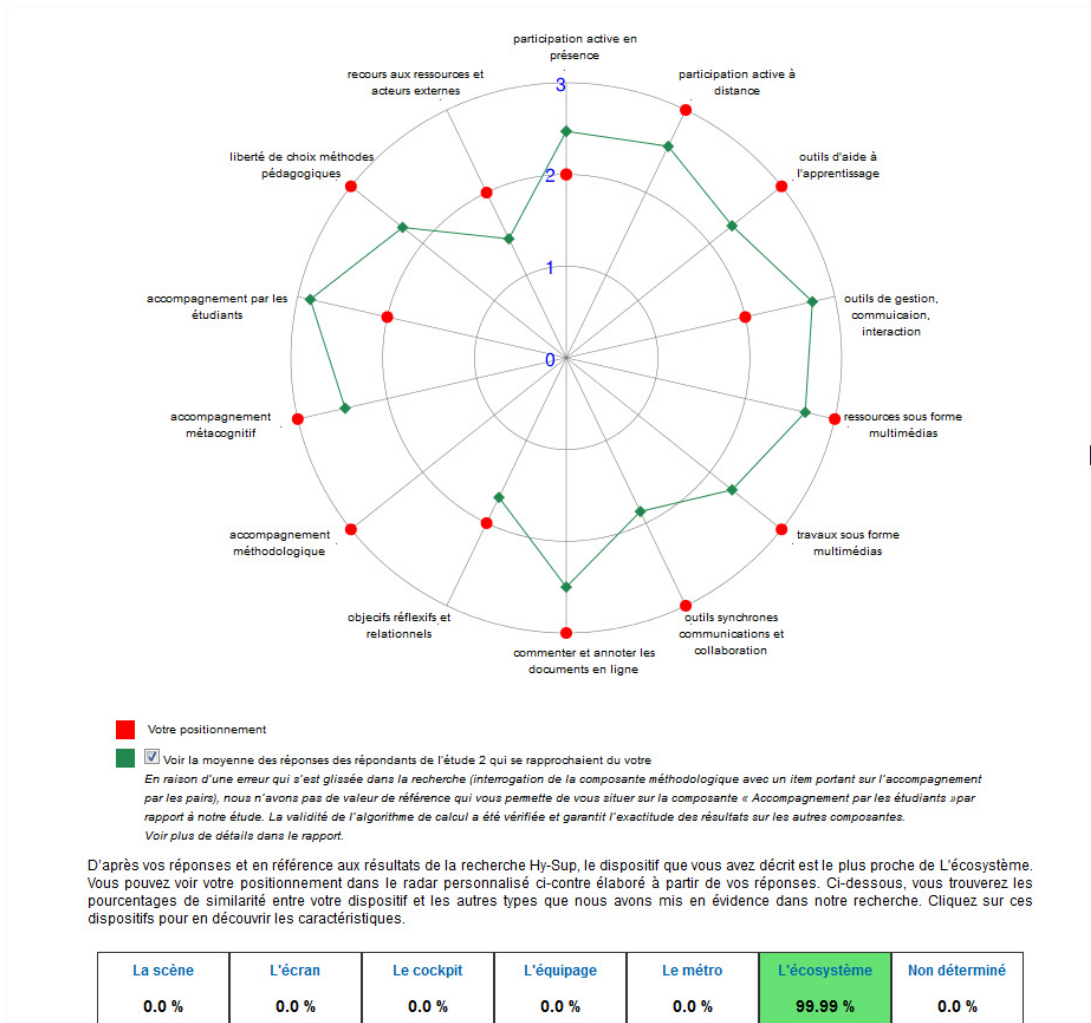 participation active en
présence
recours aux ressources et
acteurs externes
participation active à
distance
3
liberté de choix méthodes
pédagogiques
outils d'aide à
l'apprentissage
2
1
accompagnement par les
étudiants
outils de gestion,
commuicaion,
interaction
0
accompagnement
métacognitif
ressources sous forme
multimédias
accompagnement
méthodologique
travaux sous forme
multimédias
objecifs réflexifs et
relationnels
outils synchrones
communications et
collaboration
commenter et annoter les
documents en ligne
Votre positionnement
Voir la moyenne des réponses des répondants de l'étude 2 qui se rapprochaient du votre
En raison d'une erreur qui s'est glissée dans la recherche (interrogation de la composante méthodologique avec un item portant sur l'accompagnement
par les pairs), nous n'avons pas de valeur de référence qui vous permette de vous situer sur la composante « Accompagnement par les étudiants »par
rapport à notre étude. La validité de l'algorithme de calcul a été vérifiée et garantit l'exactitude des résultats sur les autres composantes.
Voir plus de détails dans le rapport.
D'après vos réponses et en référence aux résultats de la recherche Hy-Sup, le dispositif que vous avez décrit est le plus proche de L'écosystème.
Vous pouvez voir votre positionnement dans le radar personnalisé ci-contre élaboré à partir de vos réponses. Ci-dessous, vous trouverez les
pourcentages de similarité entre votre dispositif et les autres types que nous avons mis en évidence dans notre recherche. Cliquez sur ces
dispositifs pour en découvrir les caractéristiques.
La scène L'écran Le cockpit L'équipage Le métro L'écosystème Non déterminé
0.0 % 0.0 % 0.0 % 0.0 % 0.0 % 99.99 % 0.0 %